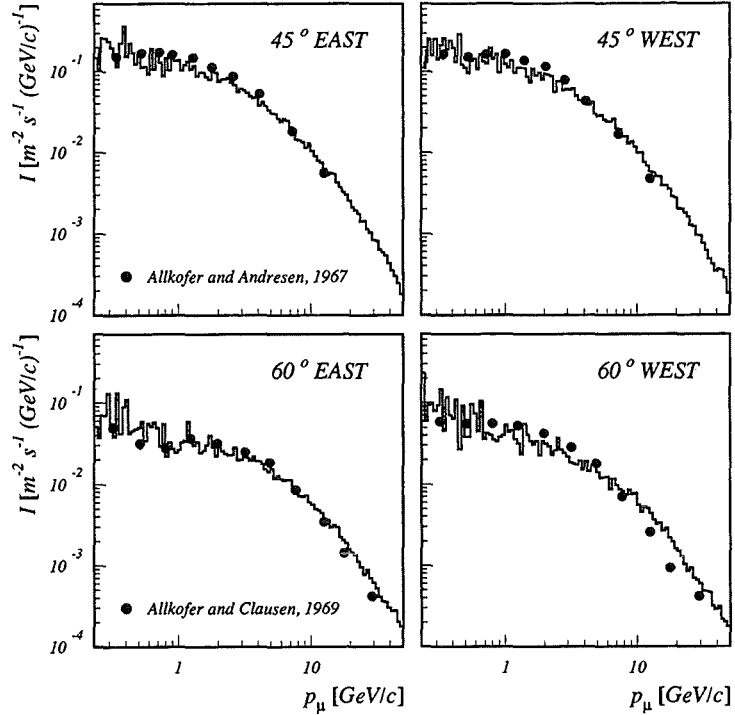 45 ° EAST
45 ° WEST
I [m⁻² s⁻¹ (GeV/c)⁻¹]
10⁻¹
10⁻²
10⁻³
10⁻⁴
Allkofer and Andresen, 1967
60 ° EAST
60 ° WEST
I [m⁻² s⁻¹ (GeV/c)⁻¹]
10⁻¹
10⁻²
10⁻³
10⁻⁴
Allkofer and Clausen, 1969
1
10
1
10
pμ [GeV/c]
pμ [GeV/c]